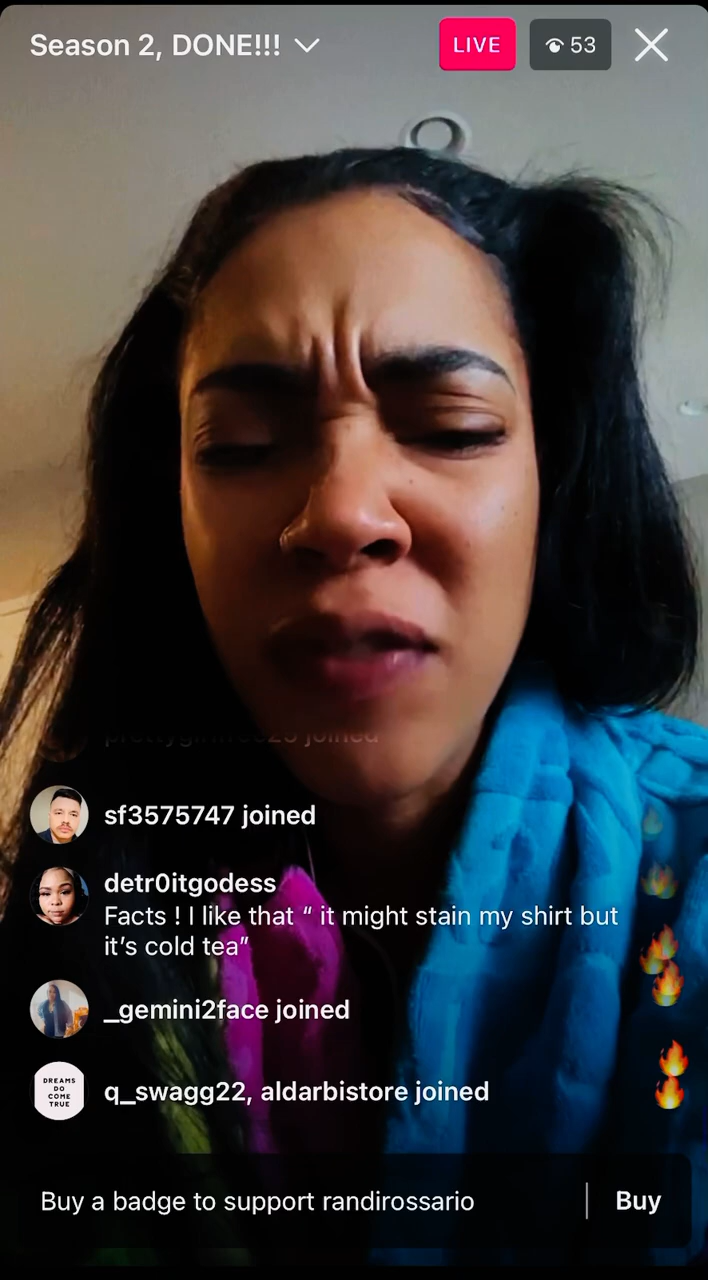 Season 2, DONE!!!
LIVE
53
sf3575747 joined
detr0itgodess
Facts ! I like that “ it might stain my shirt but
it’s cold tea”
_gemini2face joined
DREAMS
DO
COME
TRUE
q_swagg22, aldarbistore joined
Buy a badge to support randirossario
Buy